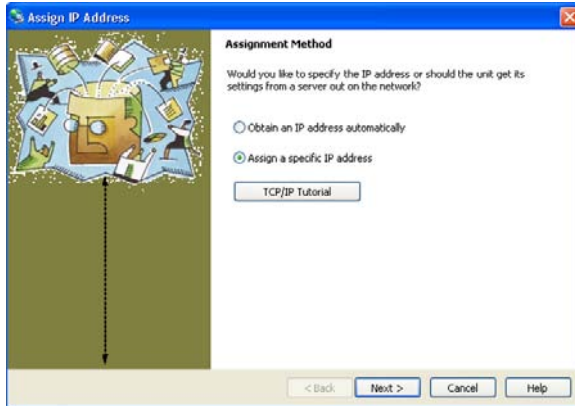 Assign IP Address
Assignment Method
Would you like to specify the IP address or should the unit get its
settings from a server out on the network?
Obtain an IP address automatically
Assign a specific IP address
TCP/IP Tutorial
< Back
Next >
Cancel
Help